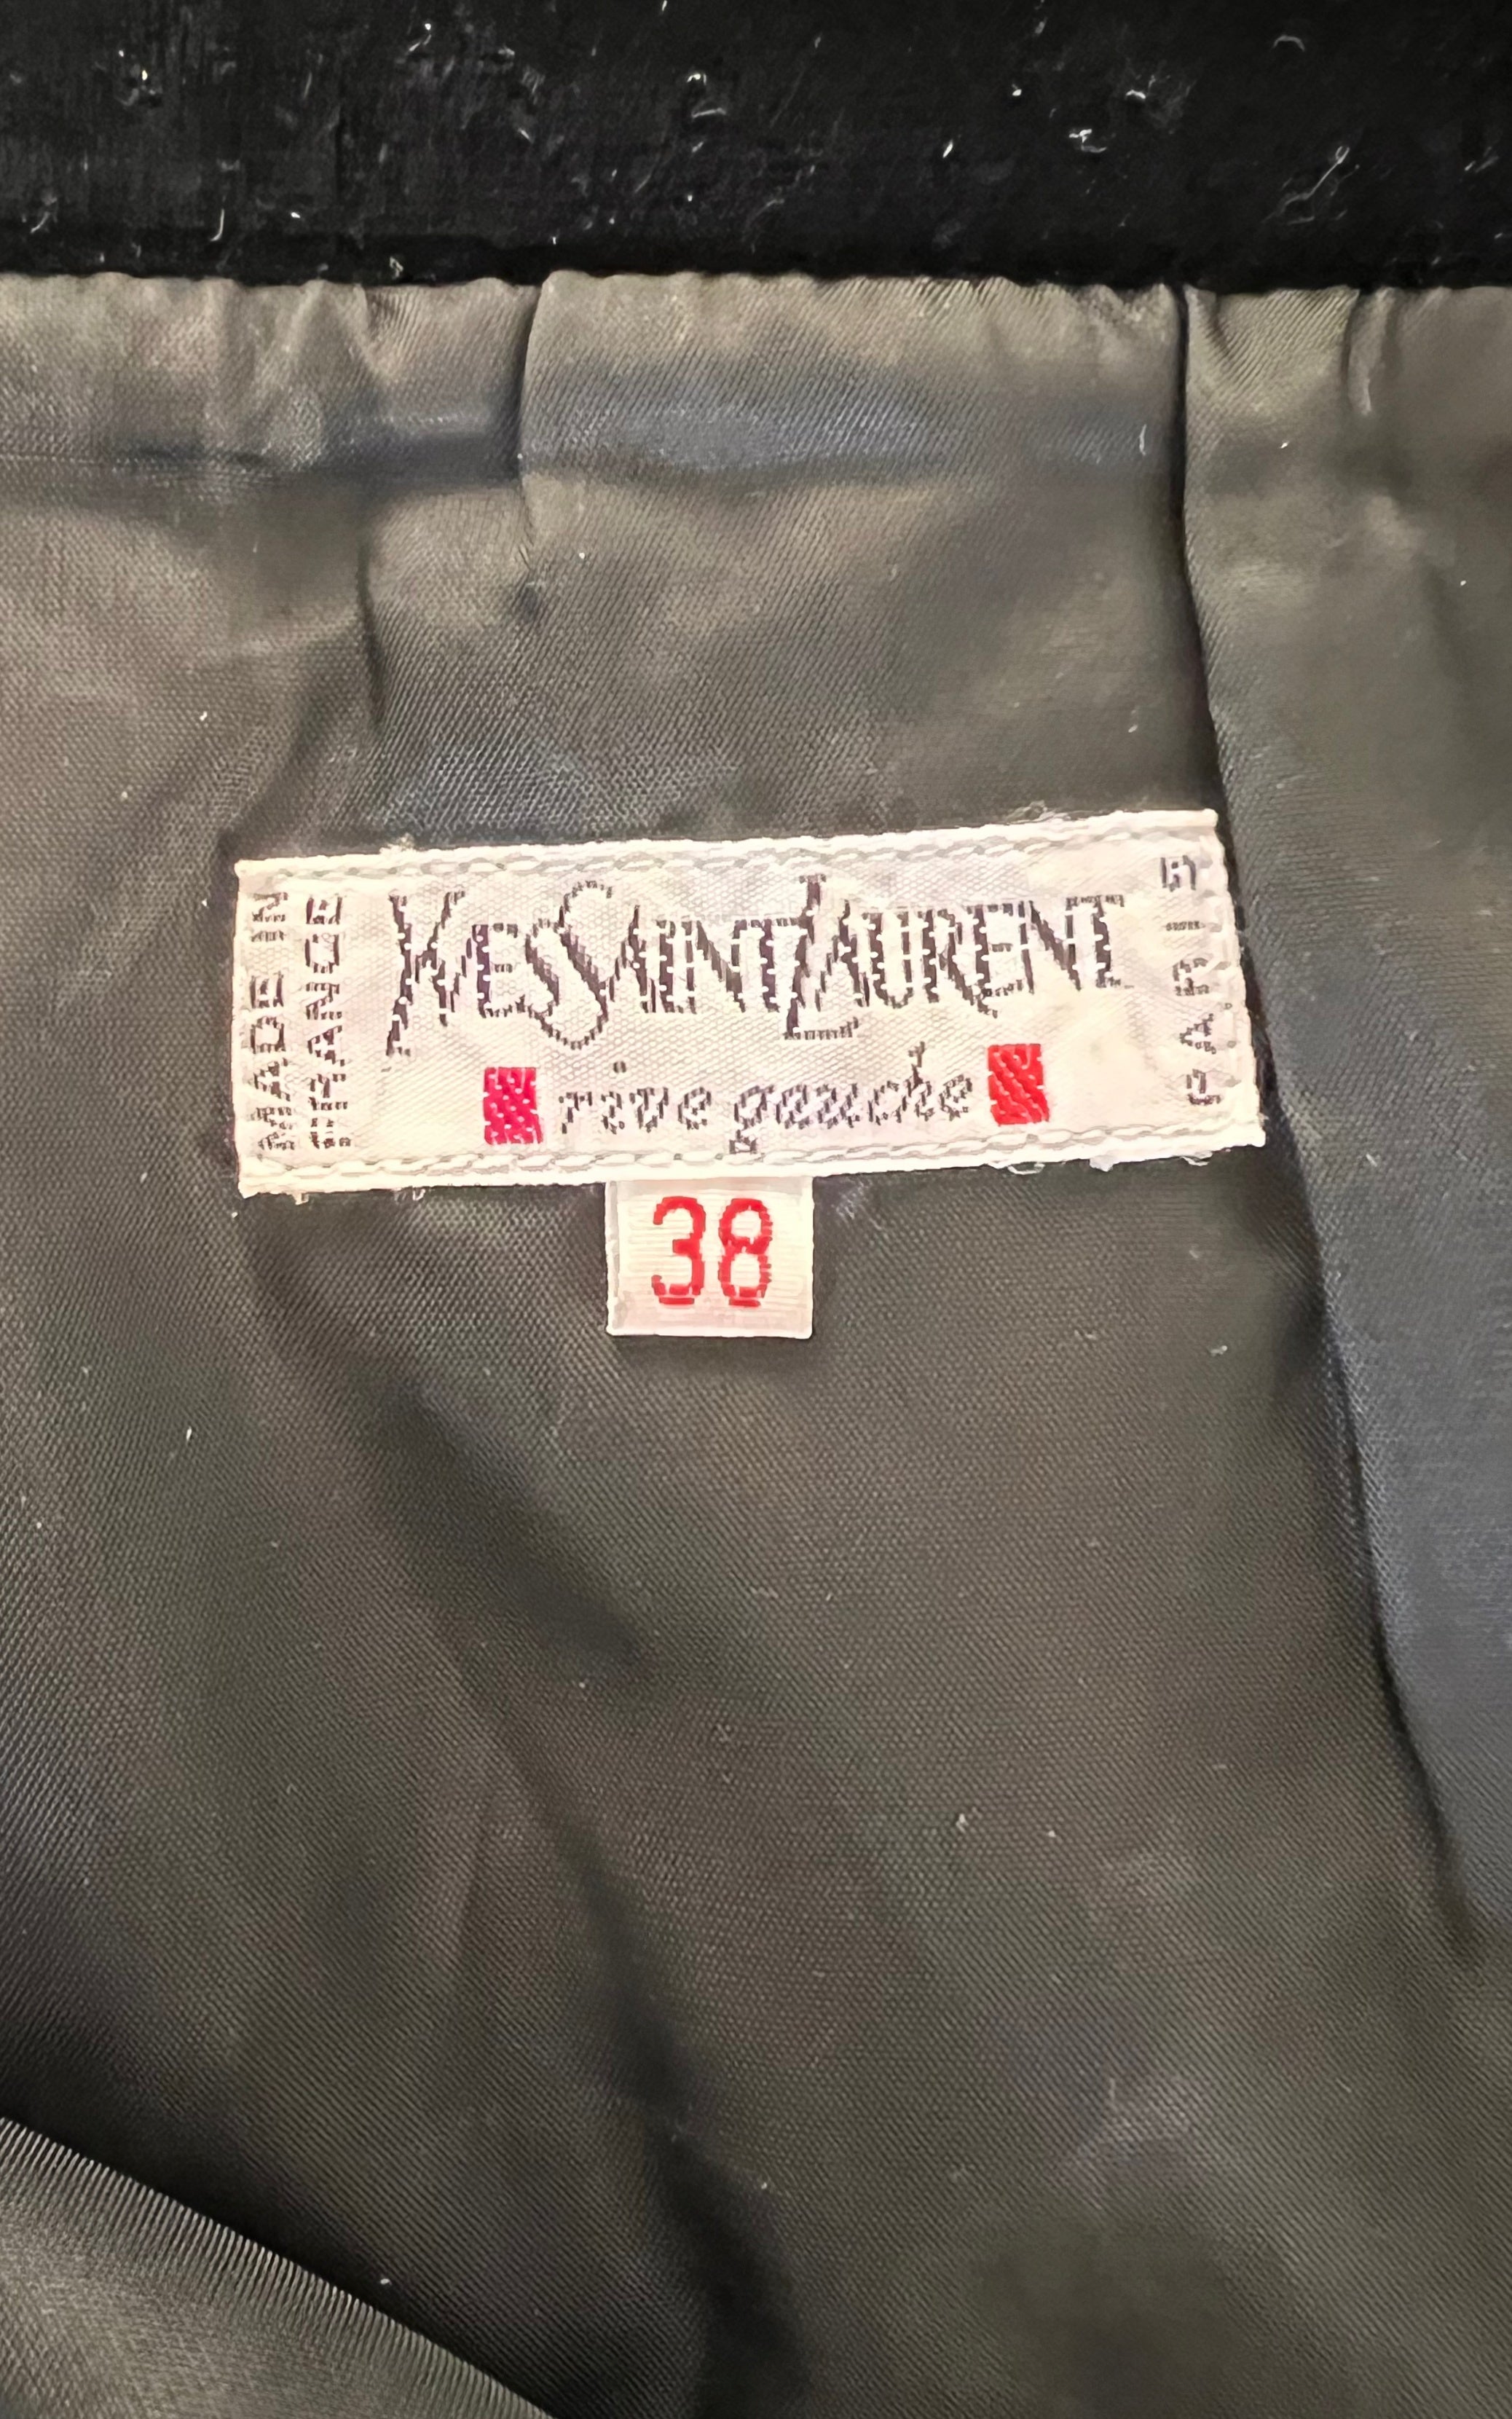 MADE IN
FRANCE
YVESSAINTLAURENT
rive gauche
PARIS
38